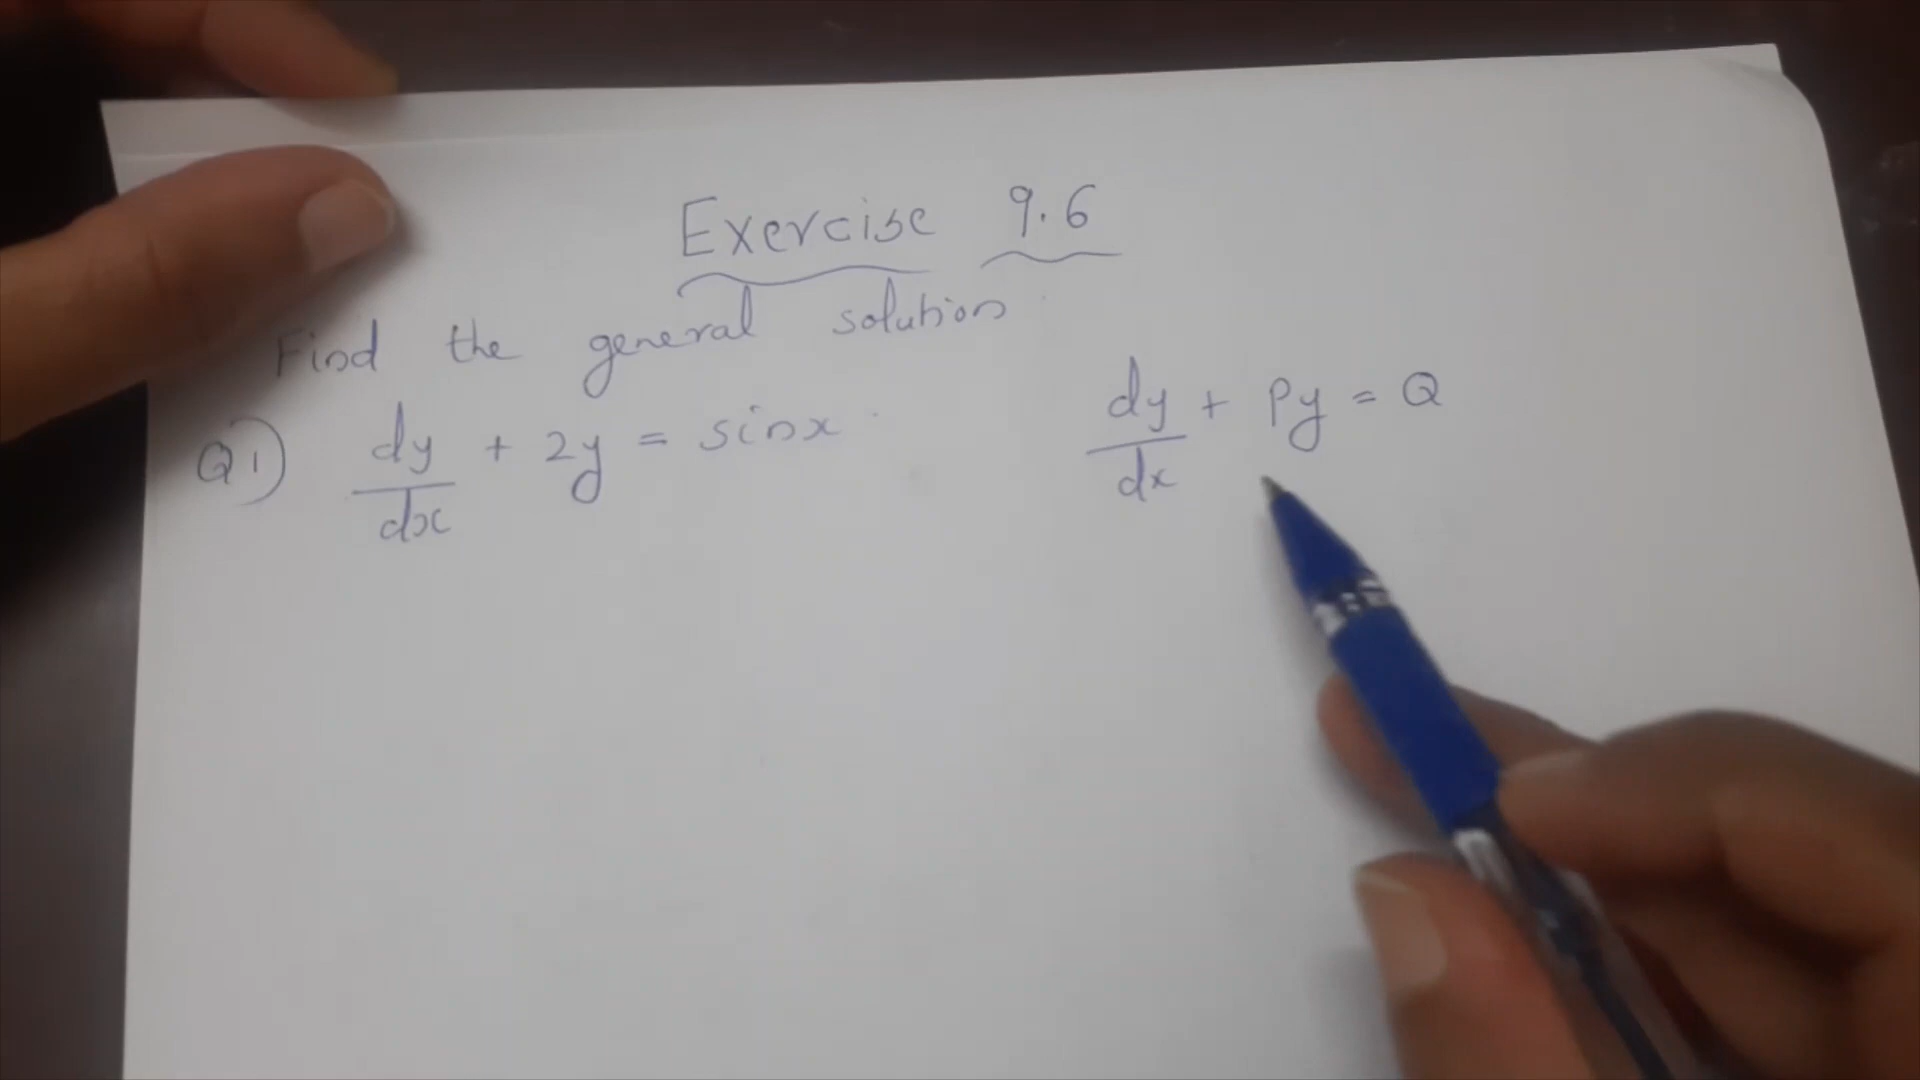 Exercise 9.6
Find the general solution.
Q1) dy/dx + 2y = sinx.
dy/dx + Py = Q